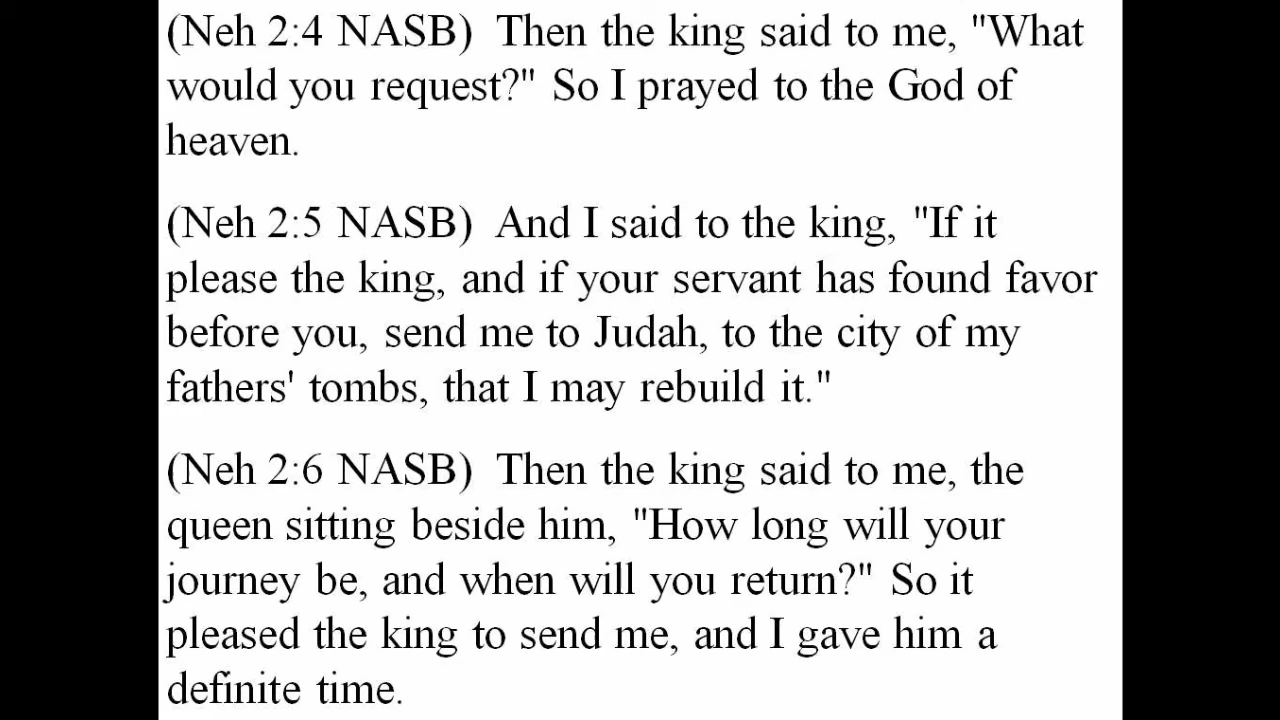 (Neh 2:4 NASB)  Then the king said to me, "What
would you request?" So I prayed to the God of
heaven.
(Neh 2:5 NASB)  And I said to the king, "If it
please the king, and if your servant has found favor
before you, send me to Judah, to the city of my
fathers' tombs, that I may rebuild it."
(Neh 2:6 NASB)  Then the king said to me, the
queen sitting beside him, "How long will your
journey be, and when will you return?" So it
pleased the king to send me, and I gave him a
definite time.